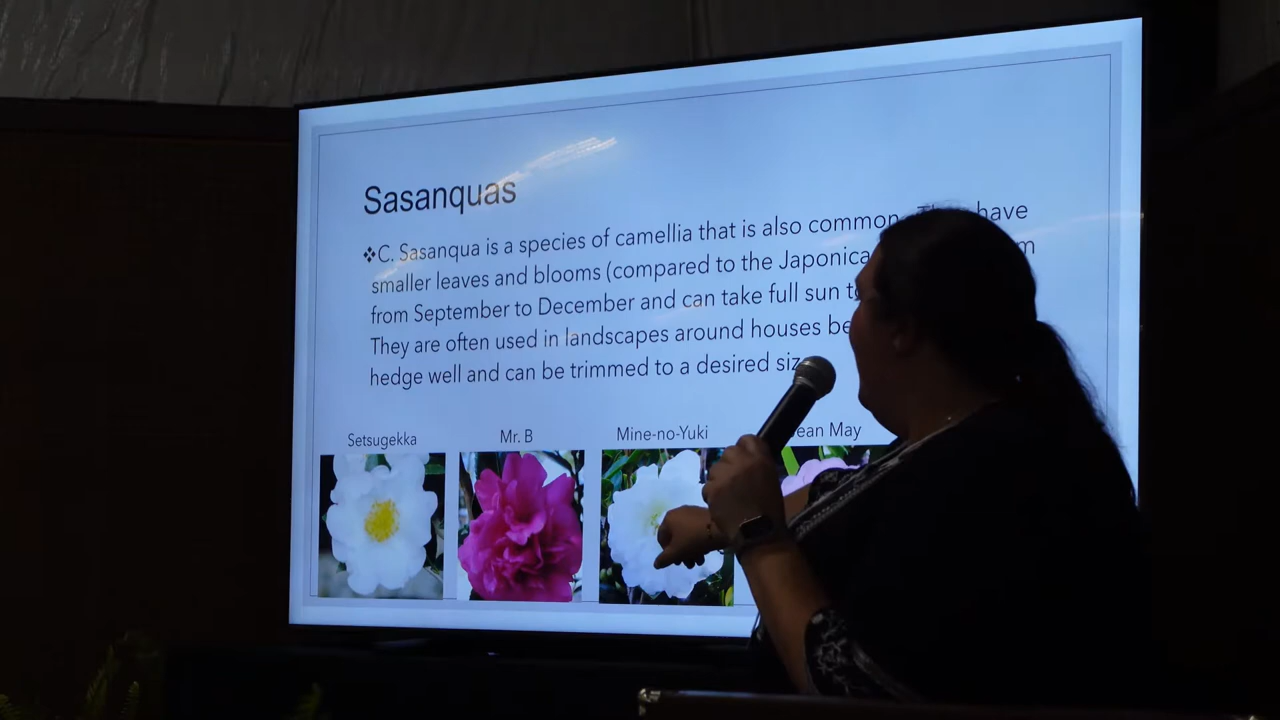 Sasanquas
❖C. Sasanqua is a species of camellia that is also common have
smaller leaves and blooms (compared to the Japonica
from September to December and can take full sun
They are often used in landscapes around houses
hedge well and can be trimmed to a desired
Setsugekka Mr. B Mine-no-Yuki May